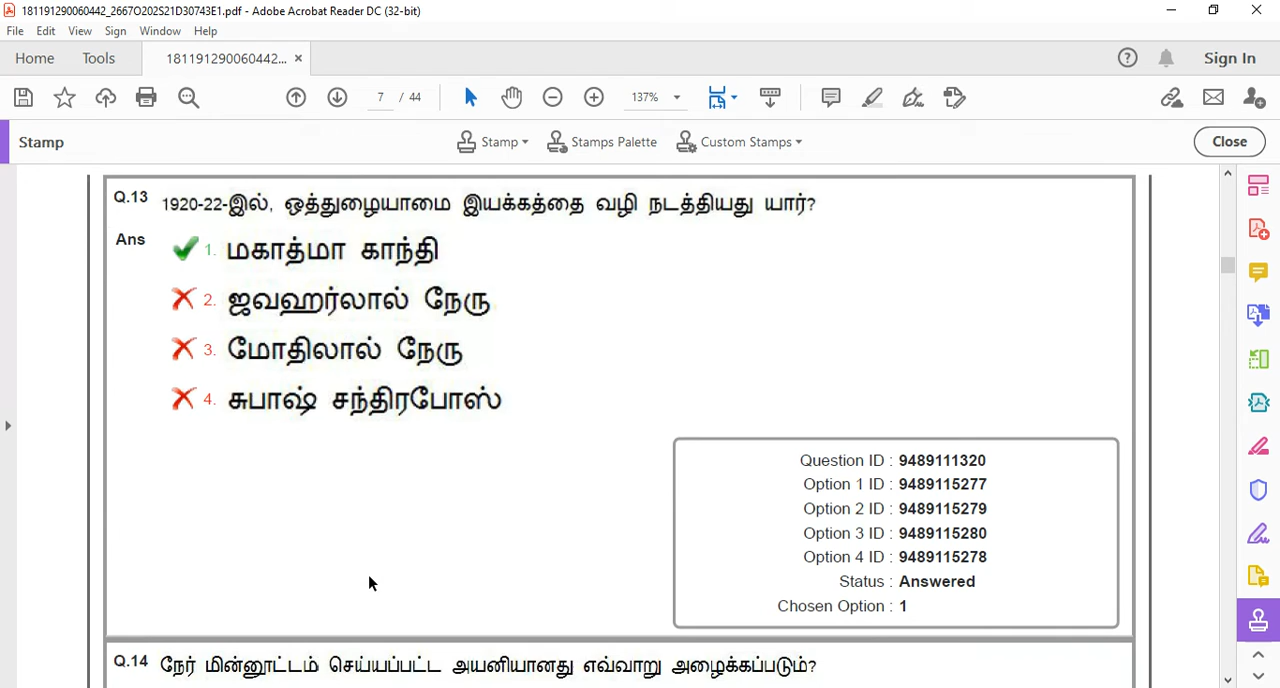 181191290060442_2667O202S21D30743E1.pdf - Adobe Acrobat Reader DC (32-bit)
File Edit View Sign Window Help
Home Tools 181191290060442... × Sign In
7 / 44 137%
Stamp Stamp Stamps Palette Custom Stamps Close
Q.13 1920-22-இல், ஒத்துழையாமை இயக்கத்தை வழி நடத்தியது யார்?
Ans 1. மகாத்மா காந்தி
2. ஜவஹர்லால் நேரு
3. மோதிலால் நேரு
4. சுபாஷ் சந்திரபோஸ்
Question ID : 9489111320
Option 1 ID : 9489115277
Option 2 ID : 9489115279
Option 3 ID : 9489115280
Option 4 ID : 9489115278
Status : Answered
Chosen Option : 1
Q.14 நேர் மின்னூட்டம் செய்யப்பட்ட அயனியானது எவ்வாறு அழைக்கப்படும்?